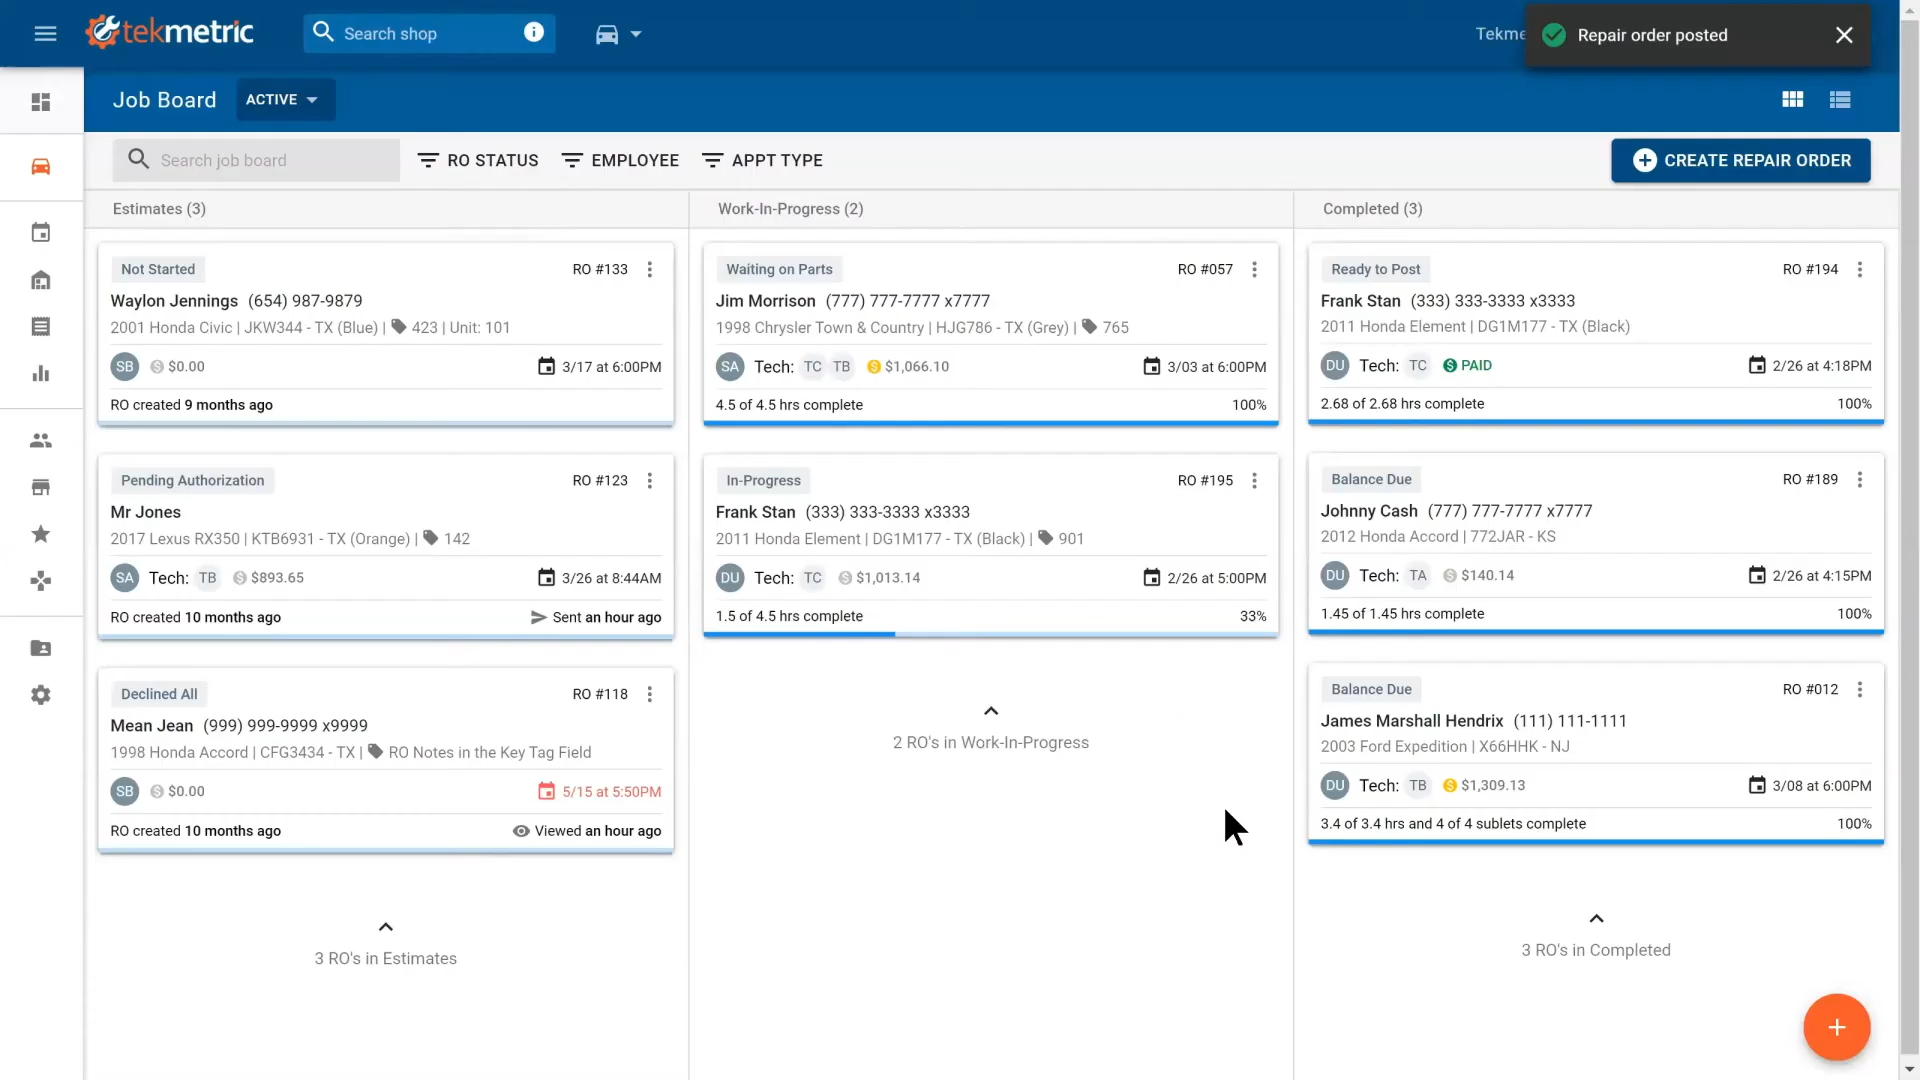 tekmetric
Search shop
Tekme
Repair order posted
Job Board
ACTIVE
Search job board
RO STATUS
EMPLOYEE
APPT TYPE
CREATE REPAIR ORDER
Estimates (3)
Not Started
RO #133
Waylon Jennings (654) 987-9879
2001 Honda Civic | JKW344 - TX (Blue) | 423 | Unit: 101
SB $0.00 3/17 at 6:00PM
RO created 9 months ago
Pending Authorization
RO #123
Mr Jones
2017 Lexus RX350 | KTB6931 - TX (Orange) | 142
SA Tech: TB $893.65 3/26 at 8:44AM
RO created 10 months ago Sent an hour ago
Declined All
RO #118
Mean Jean (999) 999-9999 x9999
1998 Honda Accord | CFG3434 - TX | RO Notes in the Key Tag Field
SB $0.00 5/15 at 5:50PM
RO created 10 months ago Viewed an hour ago
3 RO's in Estimates
Work-In-Progress (2)
Waiting on Parts
RO #057
Jim Morrison (777) 777-7777 x7777
1998 Chrysler Town & Country | HJG786 - TX (Grey) | 765
SA Tech: TC TB $1,066.10 3/03 at 6:00PM
4.5 of 4.5 hrs complete 100%
In-Progress
RO #195
Frank Stan (333) 333-3333 x3333
2011 Honda Element | DG1M177 - TX (Black) | 901
DU Tech: TC $1,013.14 2/26 at 5:00PM
1.5 of 4.5 hrs complete 33%
2 RO's in Work-In-Progress
Completed (3)
Ready to Post
RO #194
Frank Stan (333) 333-3333 x3333
2011 Honda Element | DG1M177 - TX (Black)
DU Tech: TC PAID 2/26 at 4:18PM
2.68 of 2.68 hrs complete 100%
Balance Due
RO #189
Johnny Cash (777) 777-7777 x7777
2012 Honda Accord | 772JAR - KS
DU Tech: TA $140.14 2/26 at 4:15PM
1.45 of 1.45 hrs complete 100%
Balance Due
RO #012
James Marshall Hendrix (111) 111-1111
2003 Ford Expedition | X66HHK - NJ
DU Tech: TB $1,309.13 3/08 at 6:00PM
3.4 of 3.4 hrs and 4 of 4 sublets complete 100%
3 RO's in Completed